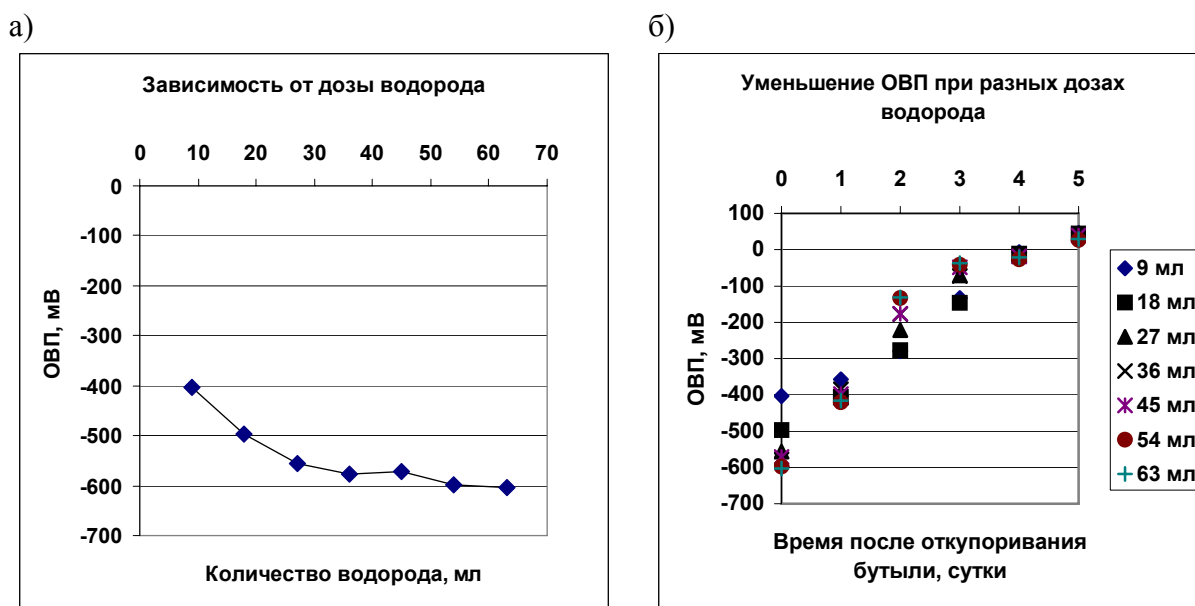 а)
Зависимость от дозы водорода
0 10 20 30 40 50 60 70
0
-100
-200
-300
-400
-500
-600
-700
ОВП, мВ
Количество водорода, мл
б)
Уменьшение ОВП при разных дозах
водорода
0 1 2 3 4 5
100
0
-100
-200
-300
-400
-500
-600
-700
ОВП, мВ
Время после откупоривания
бутыли, сутки
9 мл
18 мл
27 мл
36 мл
45 мл
54 мл
63 мл